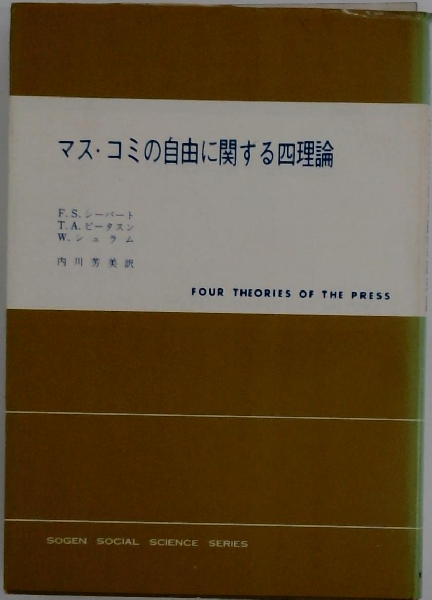 マス・コミの自由に関する四理論
F. S. シーバート
T. A. ピータスン
W. シュラム
内川芳美訳
FOUR THEORIES OF THE PRESS
SOGEN SOCIAL SCIENCE SERIES